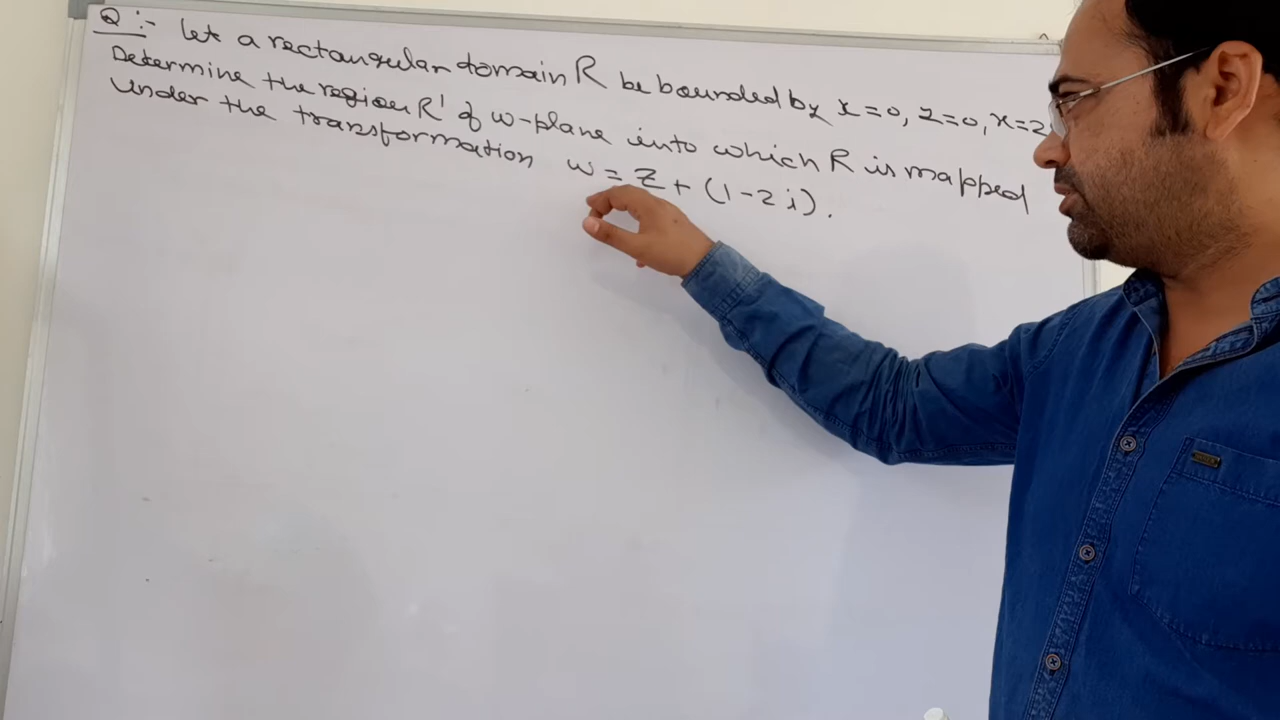 Q:- Let a rectangular domain R be bounded by x=0, z=0, x=2
Determine the region R' of w-plane into which R is mapped
Under the transformation w = z + (1-2i).